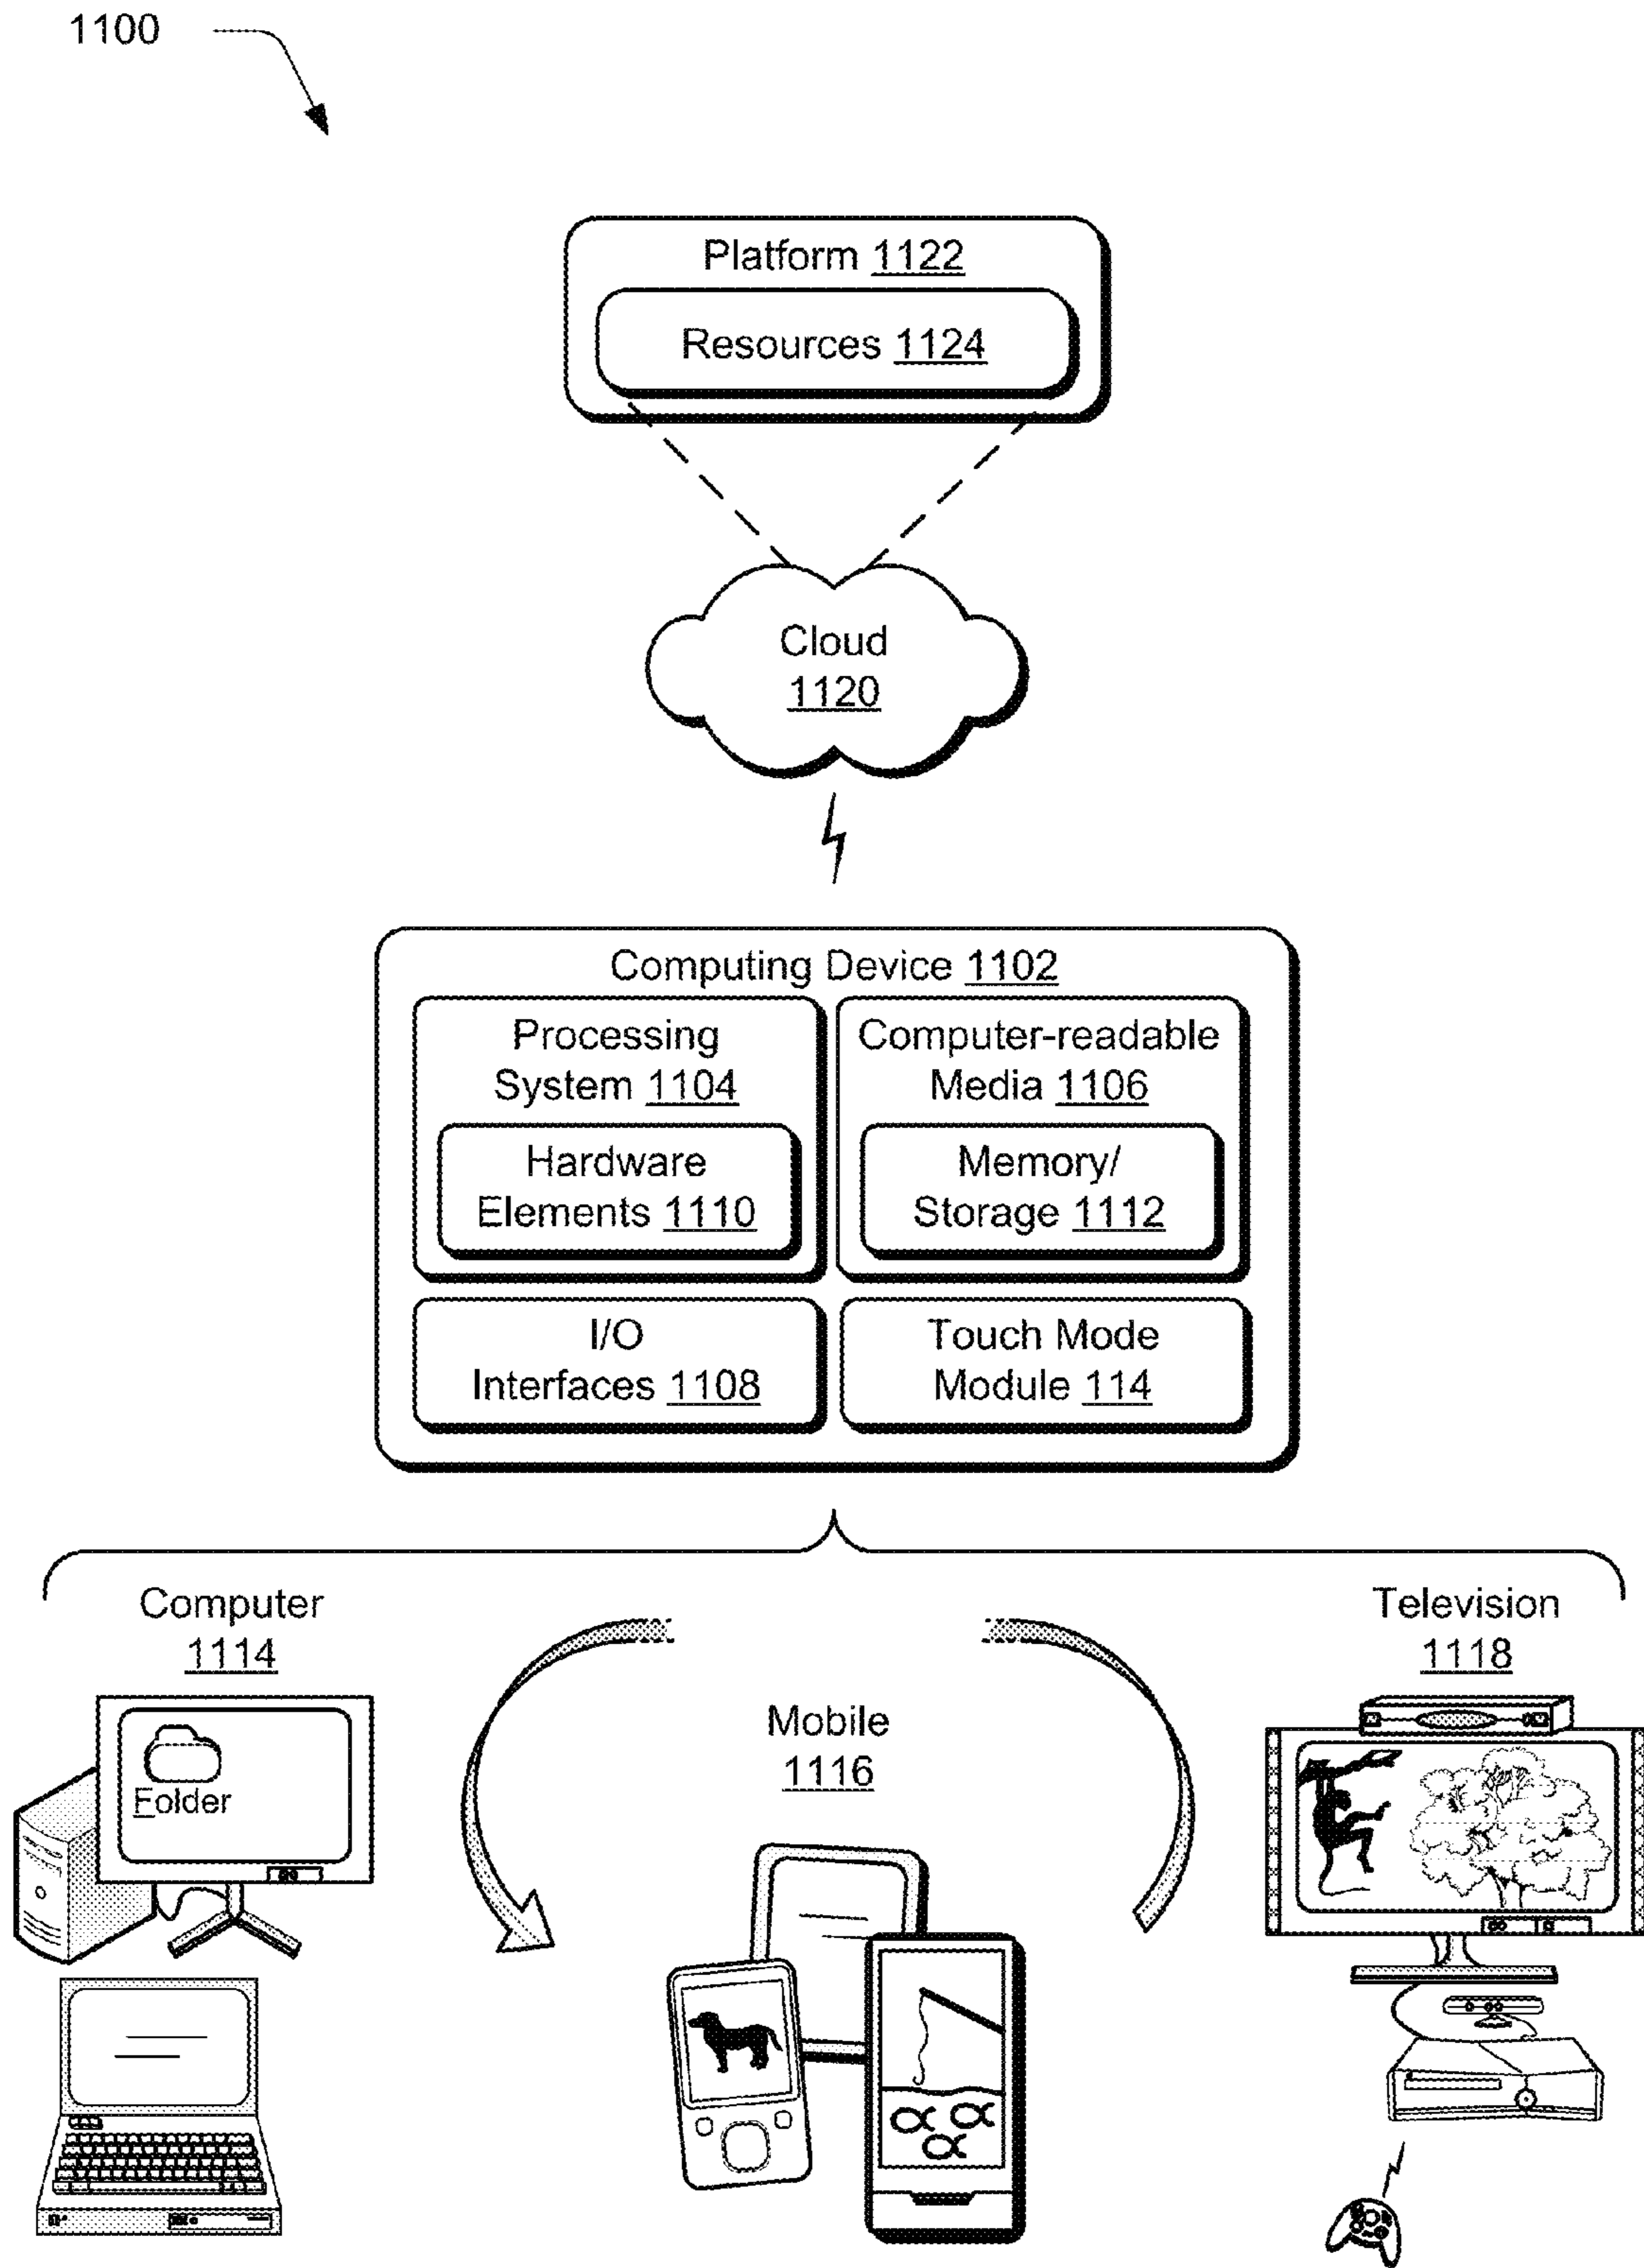 1100
Platform 1122
Resources 1124
Cloud
1120
Computing Device 1102
Processing
System 1104
Hardware
Elements 1110
Computer-readable
Media 1106
Memory/
Storage 1112
I/O
Interfaces 1108
Touch Mode
Module 114
Computer
1114
Folder
Mobile
1116
Television
1118